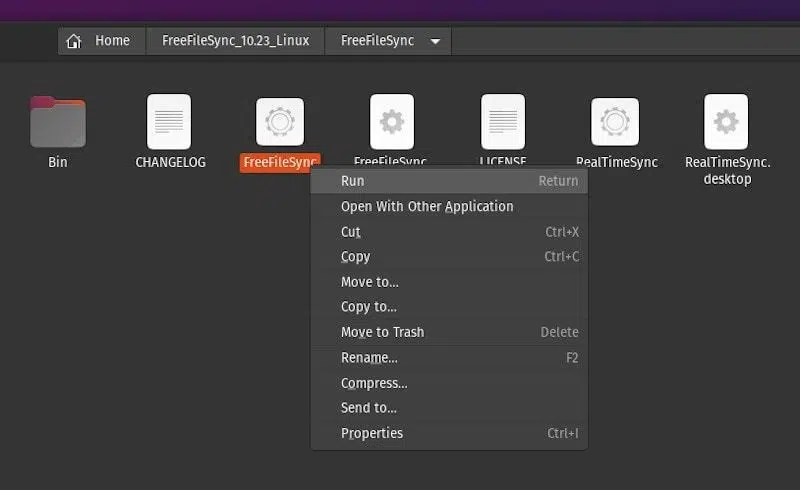 Home
FreeFileSync_10.23_Linux
FreeFileSync
Bin
CHANGELOG
FreeFileSync
FreeFileSync.
LICENSE
RealTimeSync
RealTimeSync.
desktop
Run Return
Open With Other Application
Cut Ctrl+X
Copy Ctrl+C
Move to...
Copy to...
Move to Trash Delete
Rename... F2
Compress...
Send to...
Properties Ctrl+I